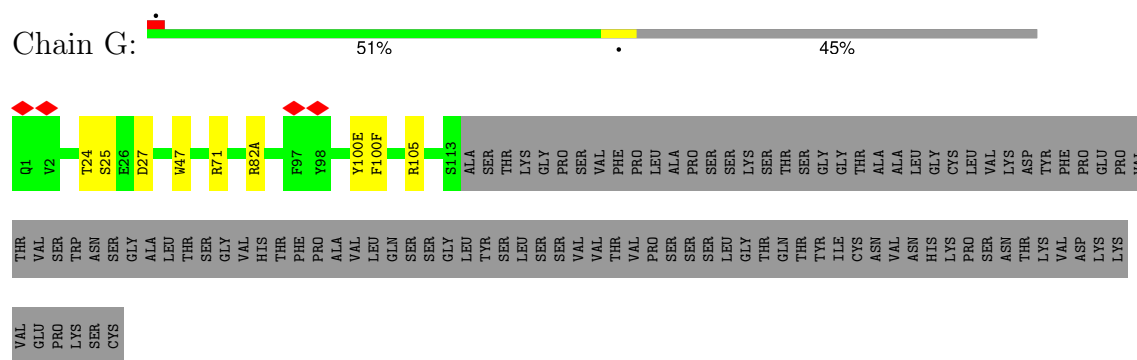 Chain G:
51%
45%
Q1
V2
T24
S25
E26
D27
W47
R71
R82A
F97
Y98
Y100E
F100F
R105
S113
ALA
SER
THR
LYS
GLY
PRO
SER
VAL
PHE
PRO
LEU
ALA
PRO
SER
SER
LYS
SER
THR
SER
GLY
GLY
THR
ALA
ALA
LEU
GLY
CYS
LEU
VAL
LYS
ASP
TYR
PHE
PRO
GLU
PRO
VAL
THR
VAL
SER
TRP
ASN
SER
GLY
ALA
LEU
THR
SER
GLY
VAL
HIS
THR
PHE
PRO
ALA
VAL
LEU
GLN
SER
SER
GLY
LEU
TYR
SER
LEU
SER
SER
VAL
VAL
THR
VAL
PRO
SER
SER
SER
LEU
GLY
THR
GLN
THR
TYR
ILE
CYS
ASN
VAL
ASN
HIS
LYS
PRO
SER
ASN
THR
LYS
VAL
ASP
LYS
LYS
VAL
GLU
PRO
LYS
SER
CYS